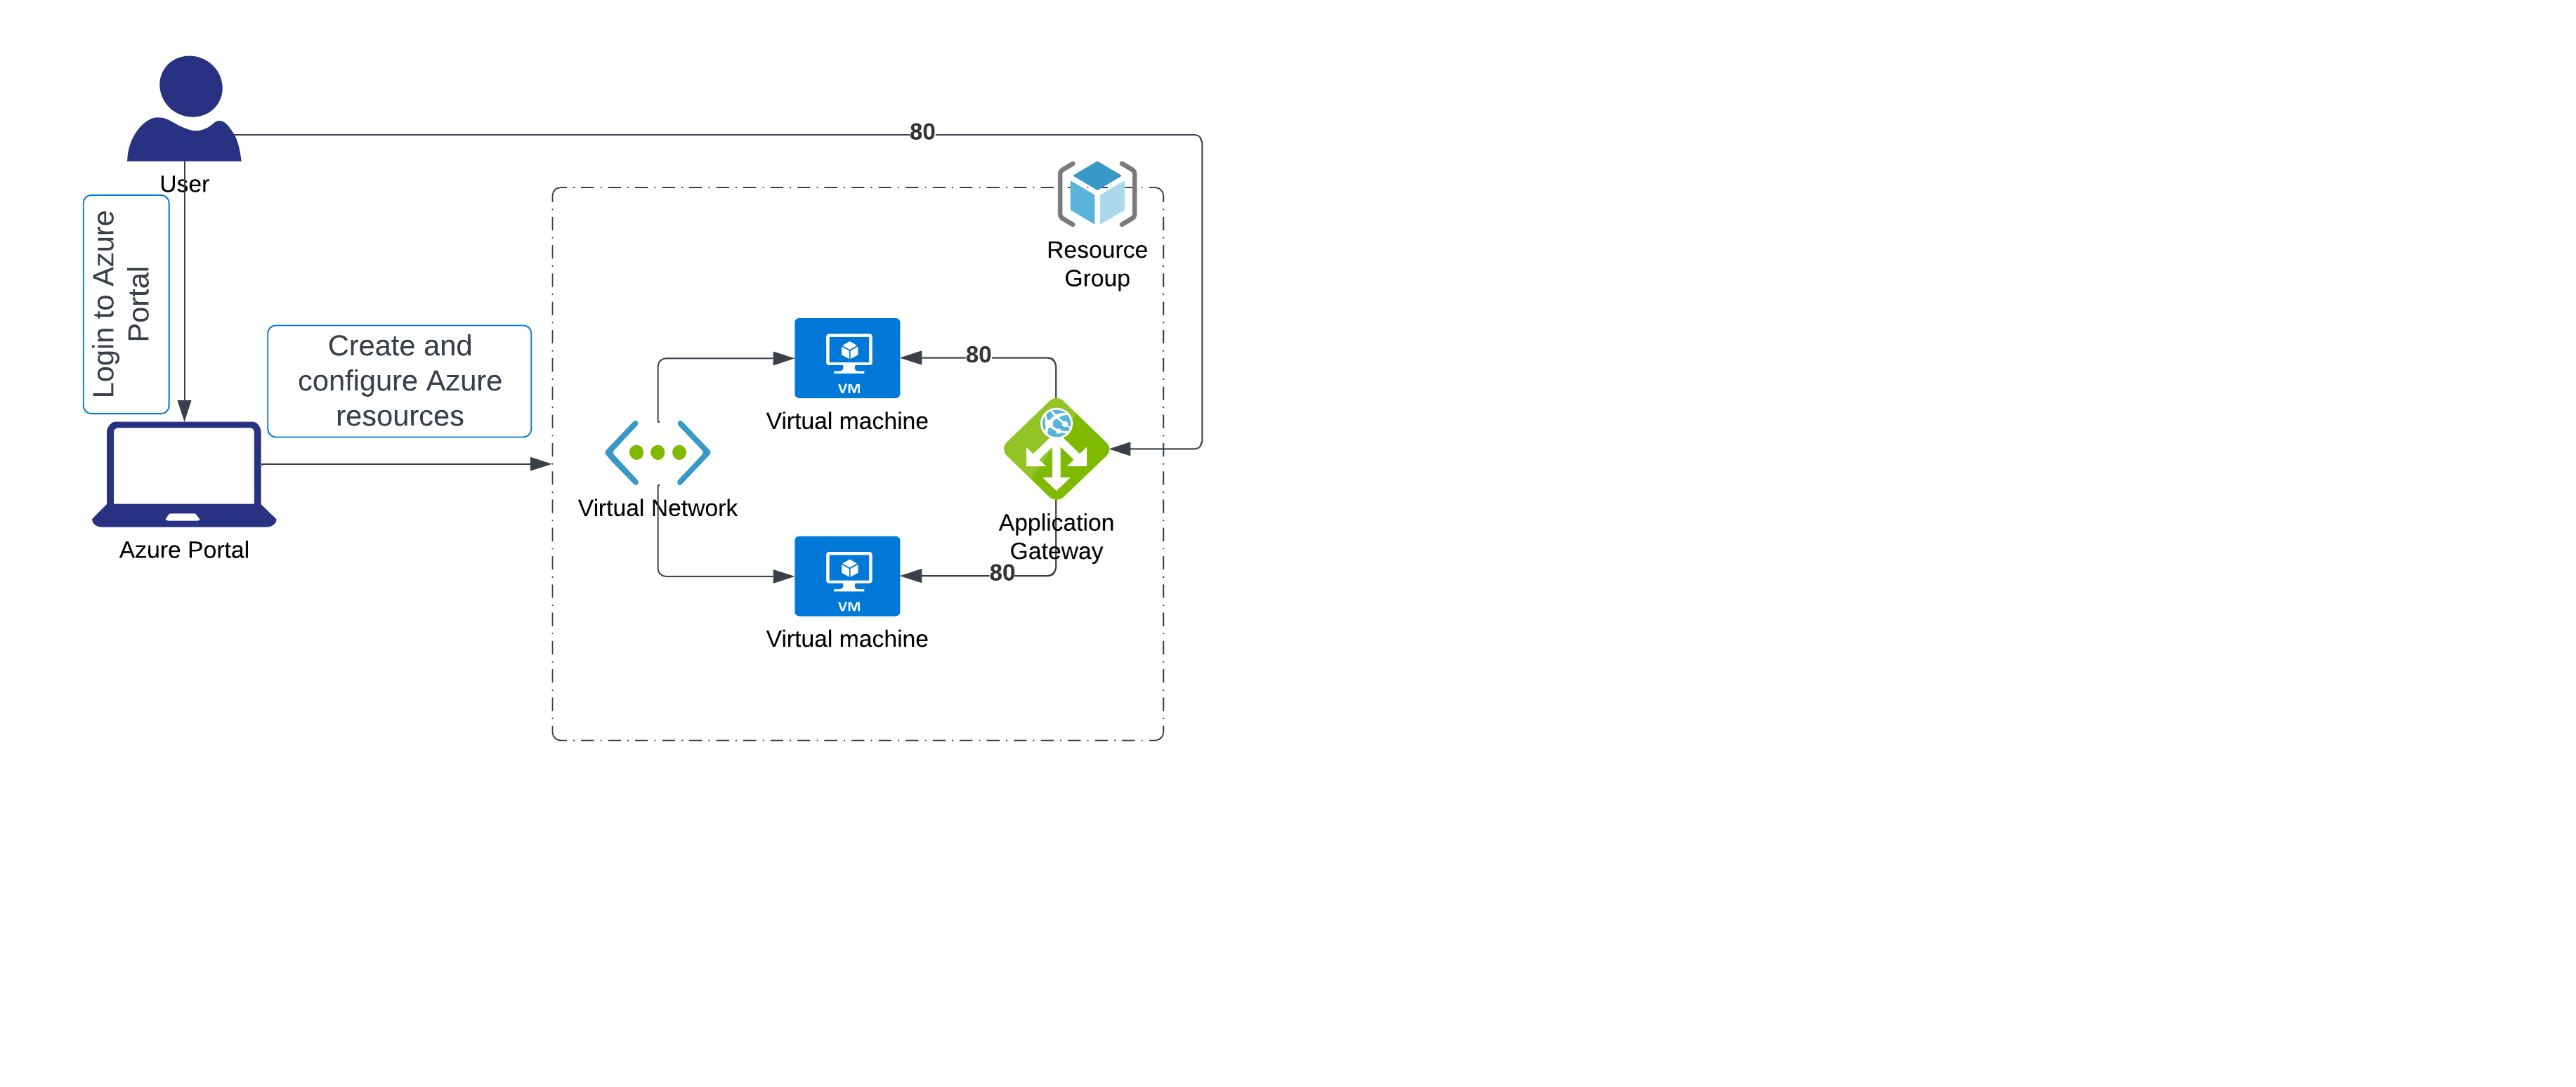 80
User
Login to Azure
Portal
Resource
Group
Create and
configure Azure
resources
80
VM
Virtual machine
Virtual Network
Application
Gateway
Azure Portal
80
VM
Virtual machine